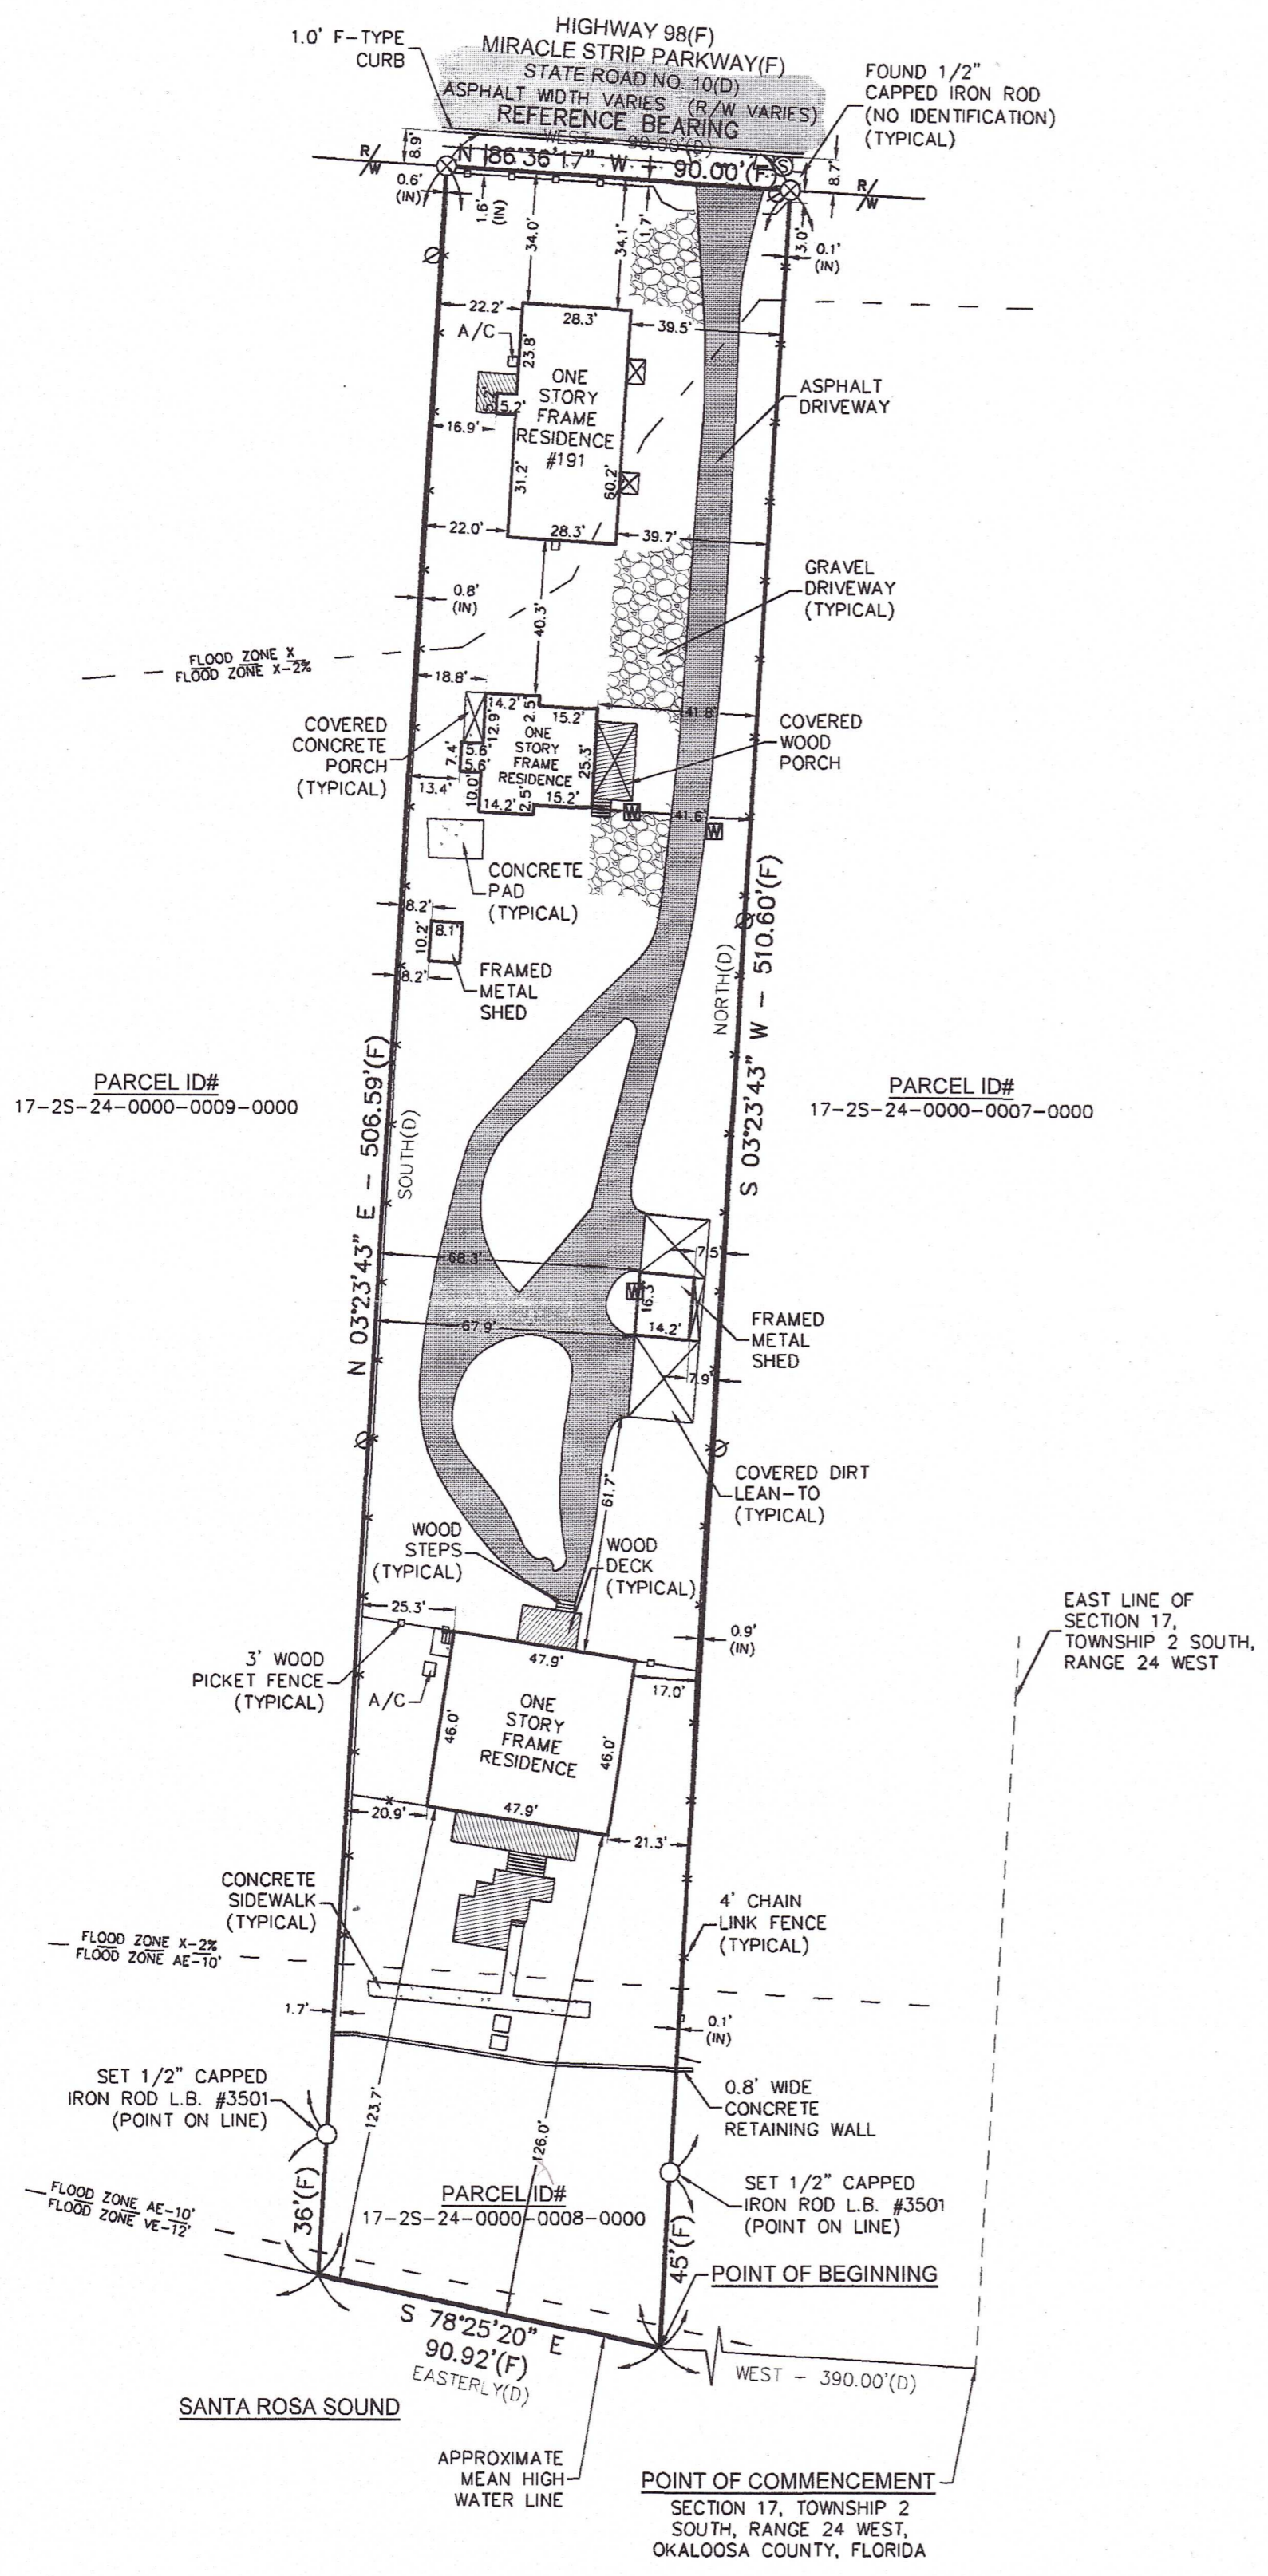 HIGHWAY 98(F)
MIRACLE STRIP PARKWAY(F)
STATE ROAD NO. 10(D)
ASPHALT WIDTH VARIES (R/W VARIES)
REFERENCE BEARING
WEST - 90.00'(D)
N 86°36'17" W - 90.00'(F)
1.0' F-TYPE
CURB
FOUND 1/2"
CAPPED IRON ROD
(NO IDENTIFICATION)
(TYPICAL)
R/W
8.9'
S
8.7'
R/W
0.6'
(IN)
1.6'
(IN)
34.0'
34.1'
1.7'
3.0'
0.1'
(IN)
22.2'
28.3'
39.5'
A/C
23.8'
ONE
STORY
FRAME
RESIDENCE
#191
5.2'
5.2'
16.9'
31.2'
60.2'
ASPHALT
DRIVEWAY
22.0'
28.3'
39.7'
0.8'
(IN)
40.3'
GRAVEL
DRIVEWAY
(TYPICAL)
FLOOD ZONE X
FLOOD ZONE X-2%
18.8'
14.2'
2.5'
15.2'
41.8'
COVERED
CONCRETE
PORCH
(TYPICAL)
12.9'
7.4'
5.6'
5.6'
ONE
STORY
FRAME
RESIDENCE
25.3'
COVERED
WOOD
PORCH
13.4'
10.0'
14.2'
2.5'
15.2'
W
41.6'
W
CONCRETE
PAD
(TYPICAL)
8.2'
10.2'
8.1'
8.2'
FRAMED
METAL
SHED
S 03°23'43" W - 510.60'(F)
NORTH(D)
N 03°23'43" E - 506.59'(F)
SOUTH(D)
PARCEL ID#
17-2S-24-0000-0009-0000
PARCEL ID#
17-2S-24-0000-0007-0000
68.3'
7.5'
W
16.3'
14.2'
67.9'
7.9'
FRAMED
METAL
SHED
COVERED DIRT
LEAN-TO
(TYPICAL)
61.7'
WOOD
STEPS
(TYPICAL)
WOOD
DECK
(TYPICAL)
25.3'
0.9'
(IN)
EAST LINE OF
SECTION 17,
TOWNSHIP 2 SOUTH,
RANGE 24 WEST
3' WOOD
PICKET FENCE
(TYPICAL)
A/C
47.9'
17.0'
46.0'
ONE
STORY
FRAME
RESIDENCE
46.0'
20.9'
47.9'
21.3'
CONCRETE
SIDEWALK
(TYPICAL)
4' CHAIN
LINK FENCE
(TYPICAL)
FLOOD ZONE X-2%
FLOOD ZONE AE-10'
1.7'
0.1'
(IN)
SET 1/2" CAPPED
IRON ROD L.B. #3501
(POINT ON LINE)
0.8' WIDE
CONCRETE
RETAINING WALL
123.7'
126.0'
SET 1/2" CAPPED
IRON ROD L.B. #3501
(POINT ON LINE)
PARCEL ID#
17-2S-24-0000-0008-0000
FLOOD ZONE AE-10'
FLOOD ZONE VE-12'
36'(F)
45'(F)
POINT OF BEGINNING
S 78°25'20" E
90.92'(F)
EASTERLY(D)
WEST - 390.00'(D)
SANTA ROSA SOUND
APPROXIMATE
MEAN HIGH
WATER LINE
POINT OF COMMENCEMENT
SECTION 17, TOWNSHIP 2
SOUTH, RANGE 24 WEST,
OKALOOSA COUNTY, FLORIDA